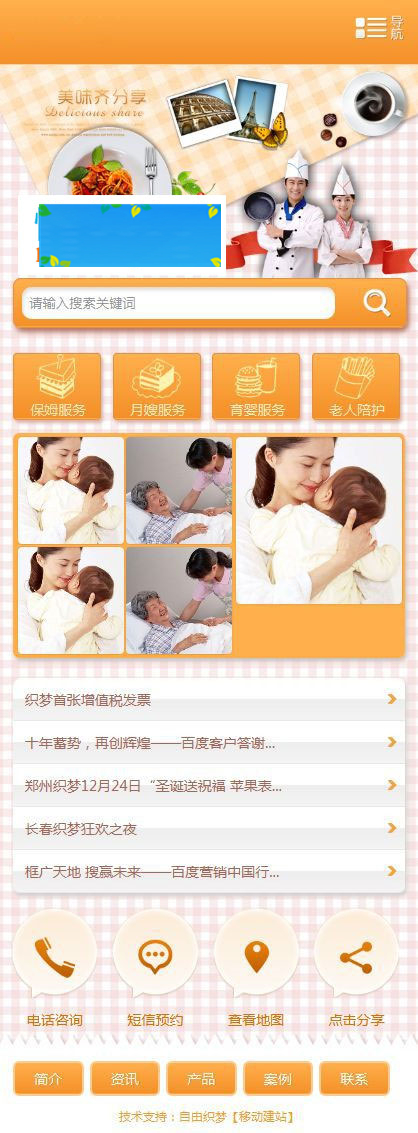 导航
美味齐分享
Delicious share
请输入搜索关键词
保姆服务 月嫂服务 育婴服务 老人陪护
织梦首张增值税发票
十年蓄势，再创辉煌——百度客户答谢...
郑州织梦12月24日“圣诞送祝福 苹果表...
长春织梦狂欢之夜
框广天地 搜赢未来——百度营销中国行...
电话咨询 短信预约 查看地图 点击分享
简介 资讯 产品 案例 联系
技术支持：自由织梦【移动建站】